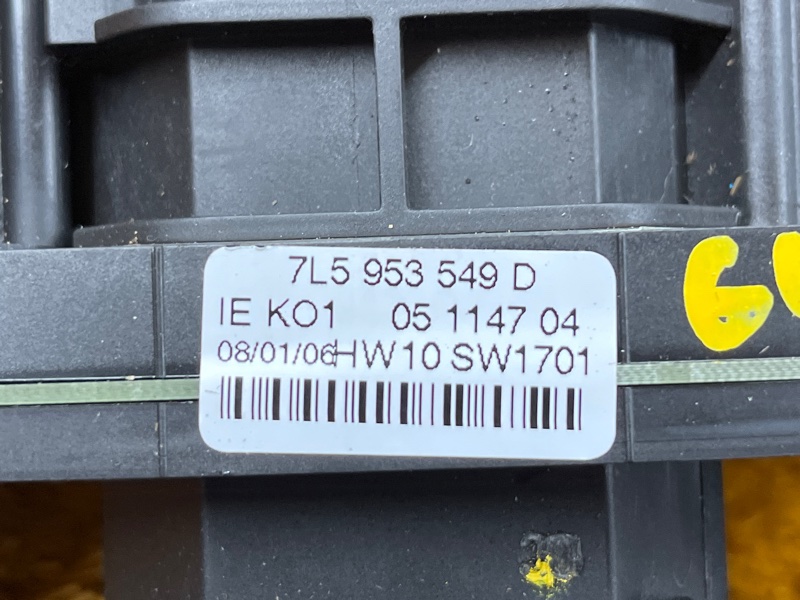 7L5 953 549 D
IE KO1 05 1147 04
08/01/06 HW10 SW1701